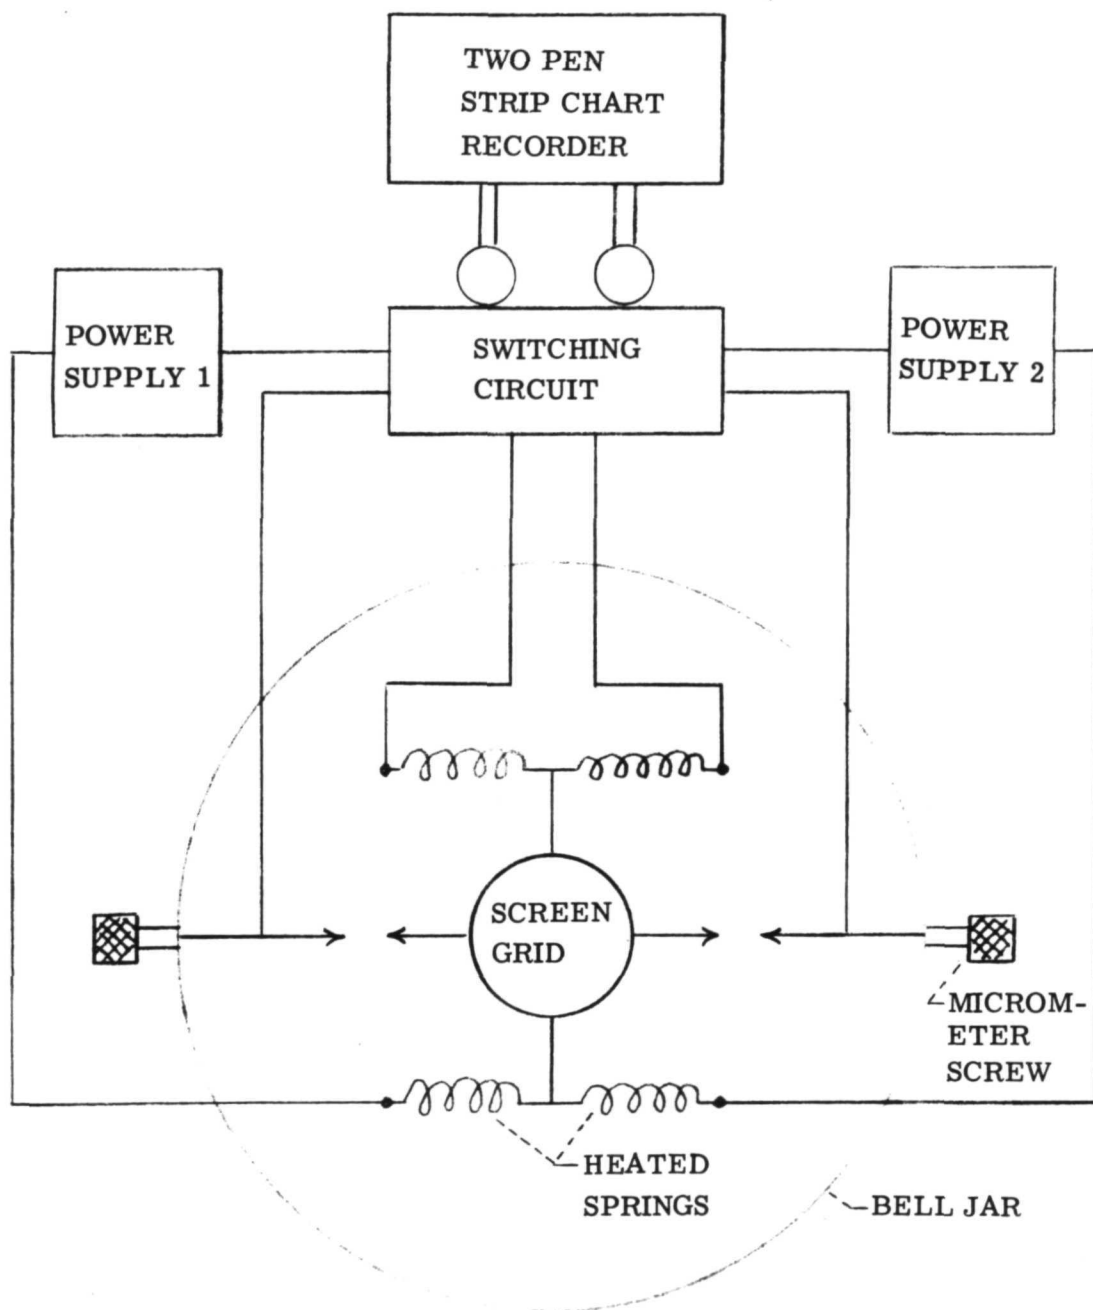 TWO PEN
STRIP CHART
RECORDER
POWER
SUPPLY 1
SWITCHING
CIRCUIT
POWER
SUPPLY 2
SCREEN
GRID
MICROM-
ETER
SCREW
HEATED
SPRINGS
BELL JAR